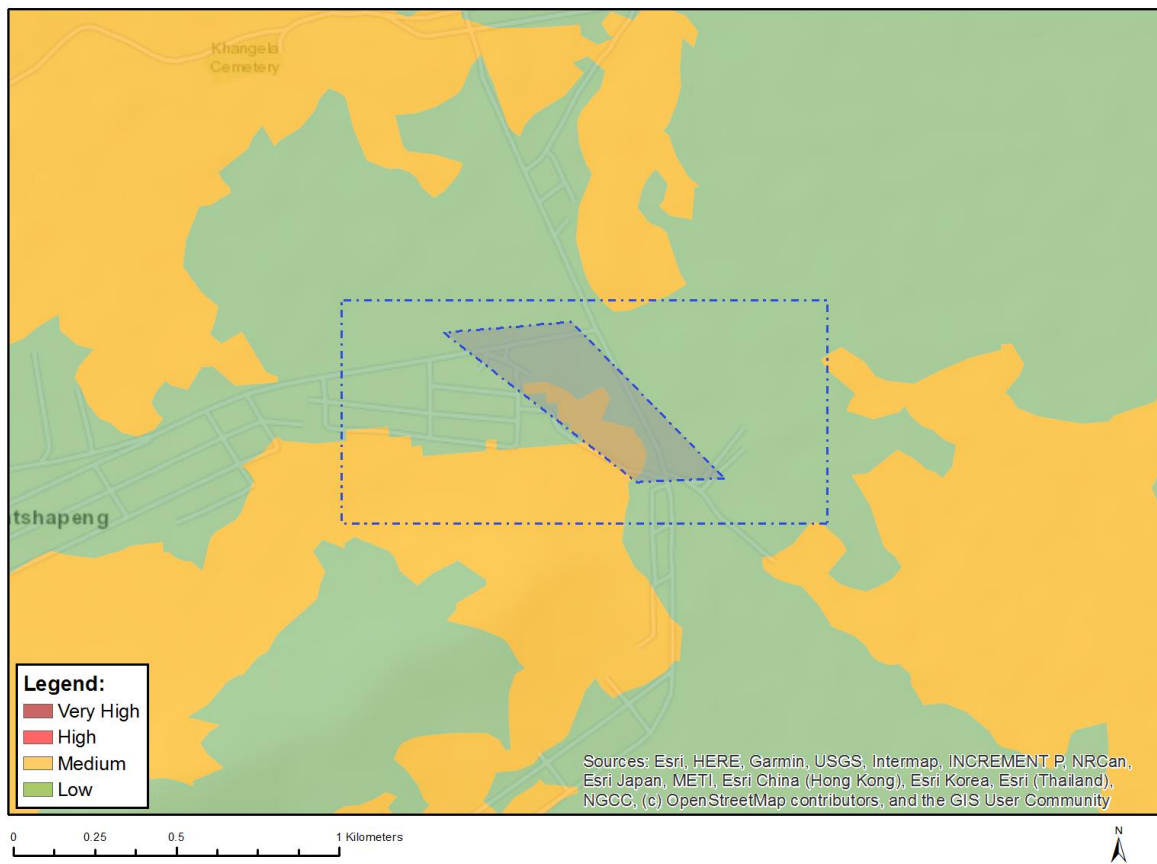 Khangela
Cemetery
tshapeng
Legend:
Very High
High
Medium
Low
Sources: Esri, HERE, Garmin, USGS, Intermap, INCREMENT P, NRCan,
Esri Japan, METI, Esri China (Hong Kong), Esri Korea, Esri (Thailand),
NGCC, (c) OpenStreetMap contributors, and the GIS User Community
0 0.25 0.5 1 Kilometers
N